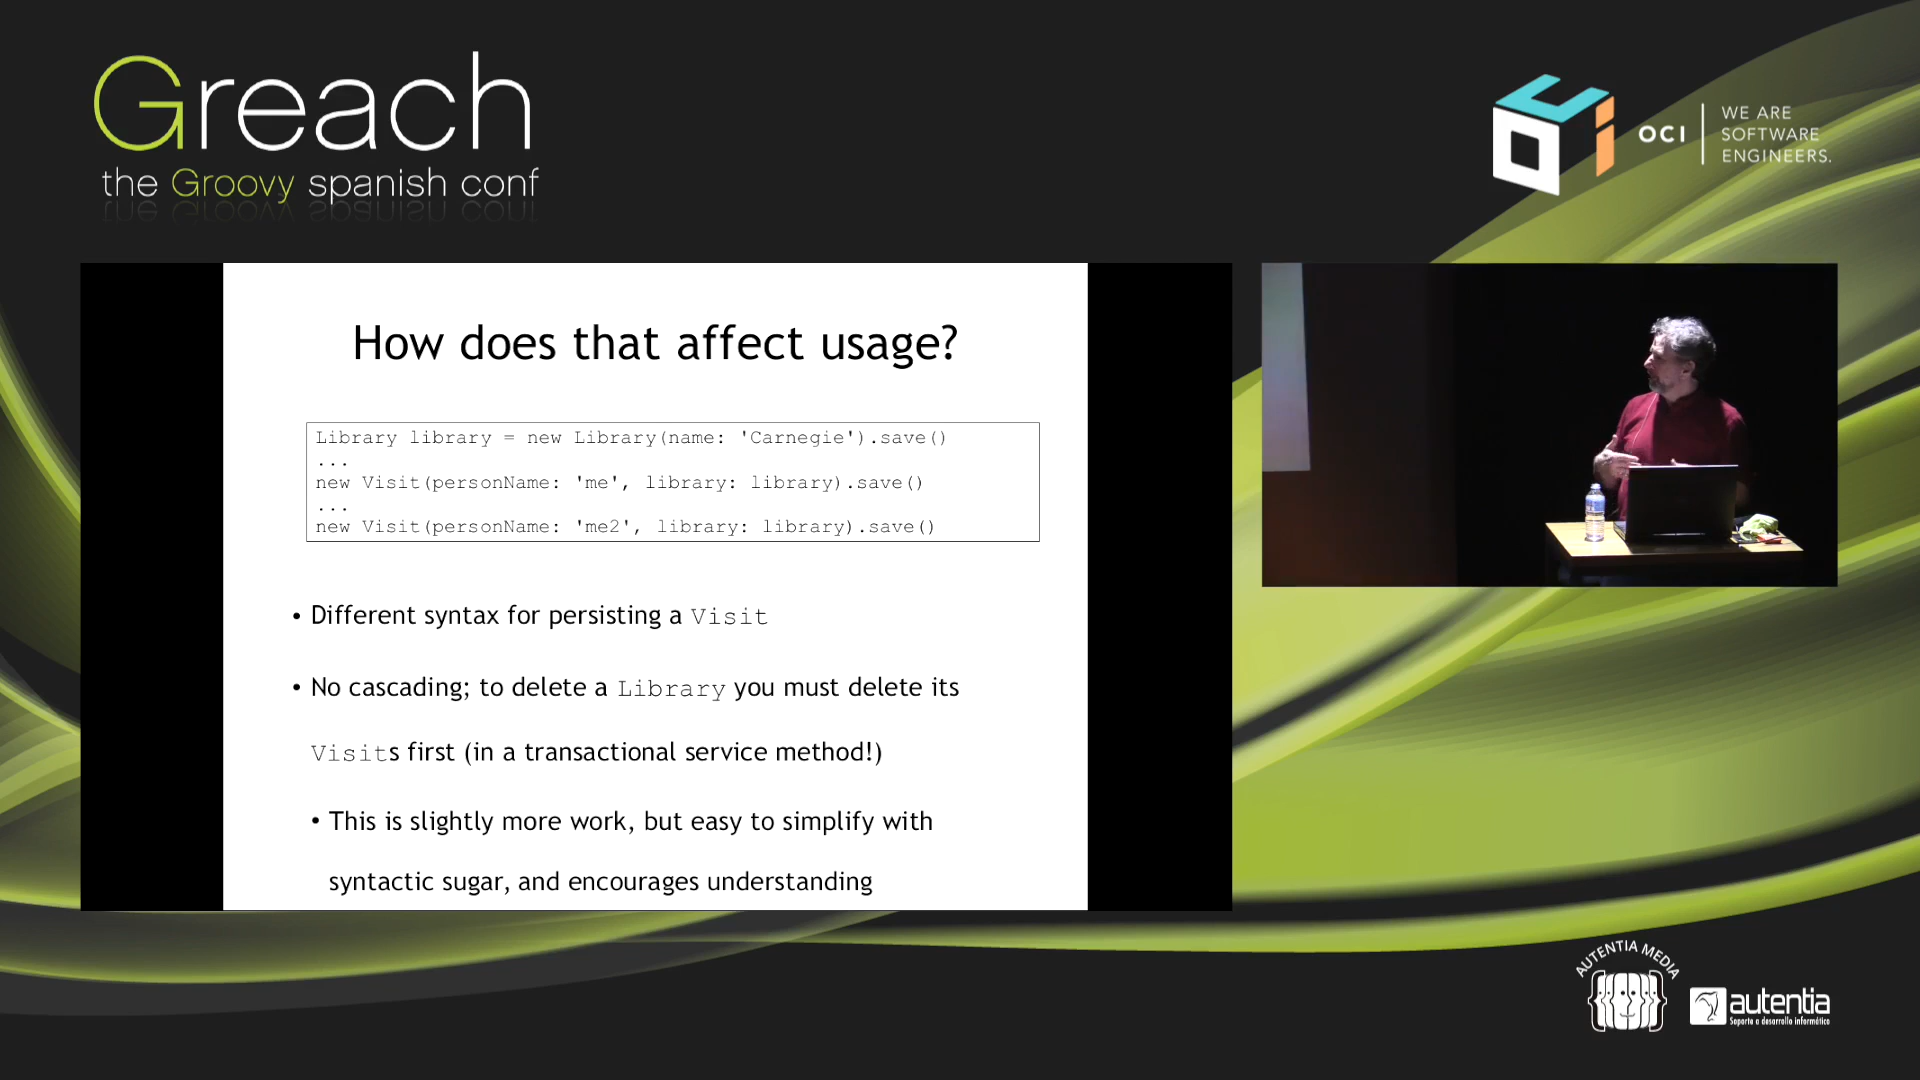 Greach
the Groovy spanish conf
OCI
WE ARE
SOFTWARE
ENGINEERS.
How does that affect usage?
Library library = new Library(name: 'Carnegie').save()
...
new Visit(personName: 'me', library: library).save()
...
new Visit(personName: 'me2', library: library).save()
• Different syntax for persisting a Visit
• No cascading; to delete a Library you must delete its
Visits first (in a transactional service method!)
• This is slightly more work, but easy to simplify with
syntactic sugar, and encourages understanding
AUTENTIA MEDIA
autentia
Soporte a desarrollo informático